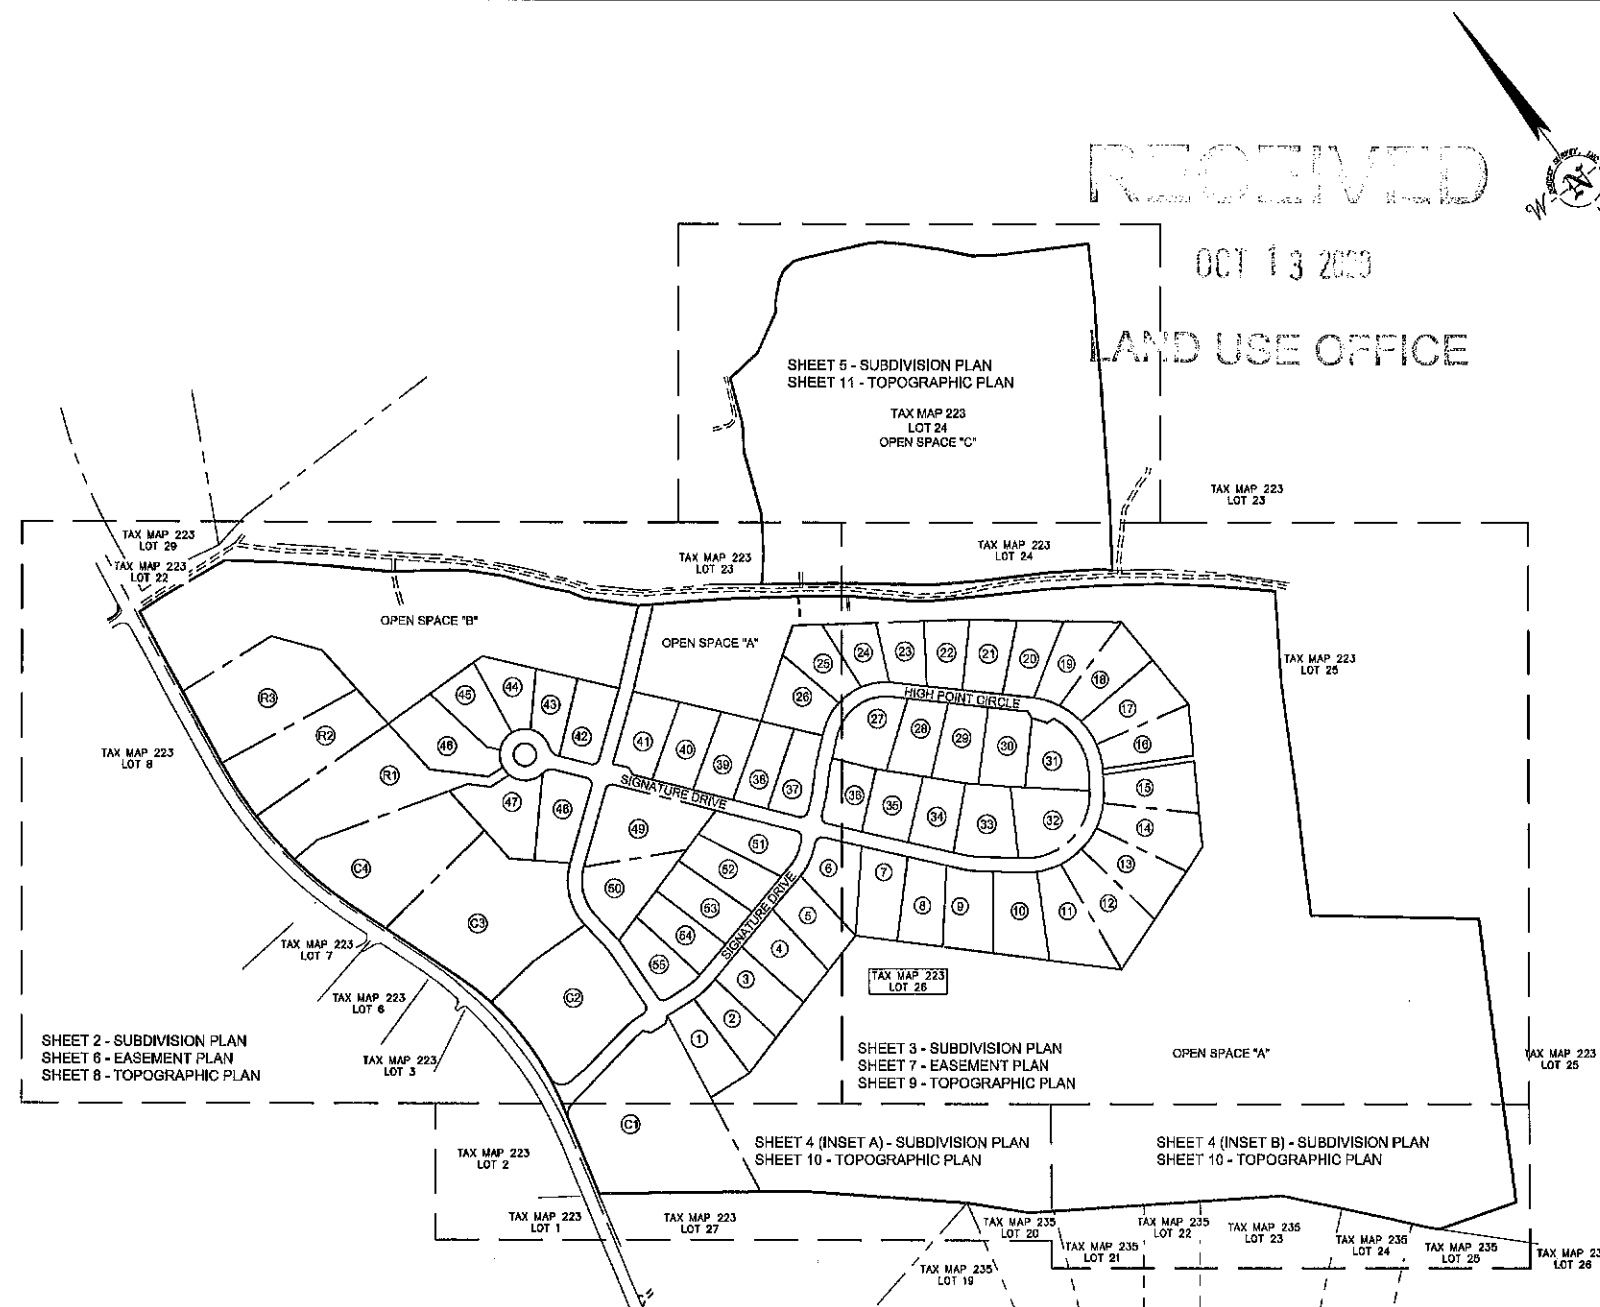 RECEIVED
OCT 13 2020
LAND USE OFFICE
N
W
SHEET 5 - SUBDIVISION PLAN
SHEET 11 - TOPOGRAPHIC PLAN
TAX MAP 223
LOT 24
OPEN SPACE "C"
TAX MAP 223
LOT 23
TAX MAP 223
LOT 29
TAX MAP 223
LOT 22
TAX MAP 223
LOT 23
TAX MAP 223
LOT 24
OPEN SPACE "B"
OPEN SPACE "A"
TAX MAP 223
LOT 25
TAX MAP 223
LOT 8
R3
R2
R1
45
44
43
42
46
47
48
41
40
39
38
37
26
25
24
23
22
21
20
19
18
17
16
15
14
13
12
11
10
9
8
7
HIGH POINT CIRCLE
27
28
29
30
31
36
35
34
33
32
SIGNATURE DRIVE
49
50
51
52
53
54
55
SIGNATURE DRIVE
6
5
4
3
2
1
C4
C3
C2
C1
TAX MAP 223
LOT 7
TAX MAP 223
LOT 6
TAX MAP 223
LOT 3
TAX MAP 223
LOT 26
SHEET 2 - SUBDIVISION PLAN
SHEET 6 - EASEMENT PLAN
SHEET 8 - TOPOGRAPHIC PLAN
SHEET 3 - SUBDIVISION PLAN
SHEET 7 - EASEMENT PLAN
SHEET 9 - TOPOGRAPHIC PLAN
OPEN SPACE "A"
TAX MAP 223
LOT 25
TAX MAP 223
LOT 2
SHEET 4 (INSET A) - SUBDIVISION PLAN
SHEET 10 - TOPOGRAPHIC PLAN
SHEET 4 (INSET B) - SUBDIVISION PLAN
SHEET 10 - TOPOGRAPHIC PLAN
TAX MAP 223
LOT 1
TAX MAP 223
LOT 27
TAX MAP 235
LOT 19
TAX MAP 235
LOT 20
TAX MAP 235
LOT 21
TAX MAP 235
LOT 22
TAX MAP 235
LOT 23
TAX MAP 235
LOT 24
TAX MAP 235
LOT 25
TAX MAP 23
LOT 26